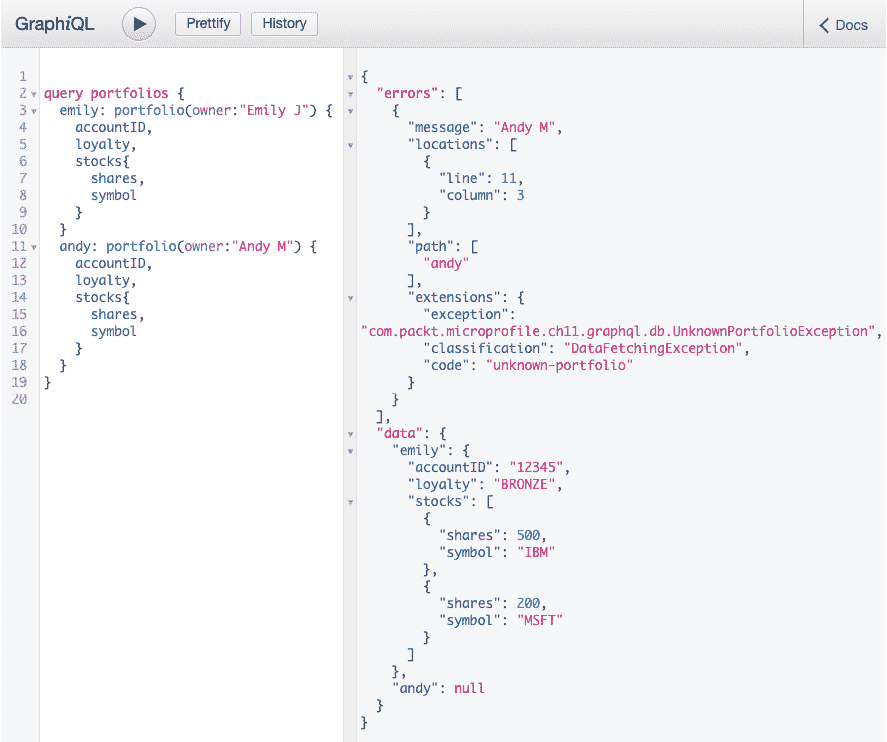 GraphiQL
Prettify
History
Docs
1
2 query portfolios {
3 emily: portfolio(owner:"Emily J") {
4 accountID,
5 loyalty,
6 stocks{
7 shares,
8 symbol
9 }
10 }
11 andy: portfolio(owner:"Andy M") {
12 accountID,
13 loyalty,
14 stocks{
15 shares,
16 symbol
17 }
18 }
19 }
20
{
"errors": [
{
"message": "Andy M",
"locations": [
{
"line": 11,
"column": 3
}
],
"path": [
"andy"
],
"extensions": {
"exception":
"com.packt.microprofile.ch11.graphql.db.UnknownPortfolioException",
"classification": "DataFetchingException",
"code": "unknown-portfolio"
}
}
],
"data": {
"emily": {
"accountID": "12345",
"loyalty": "BRONZE",
"stocks": [
{
"shares": 500,
"symbol": "IBM"
},
{
"shares": 200,
"symbol": "MSFT"
}
]
},
"andy": null
}
}